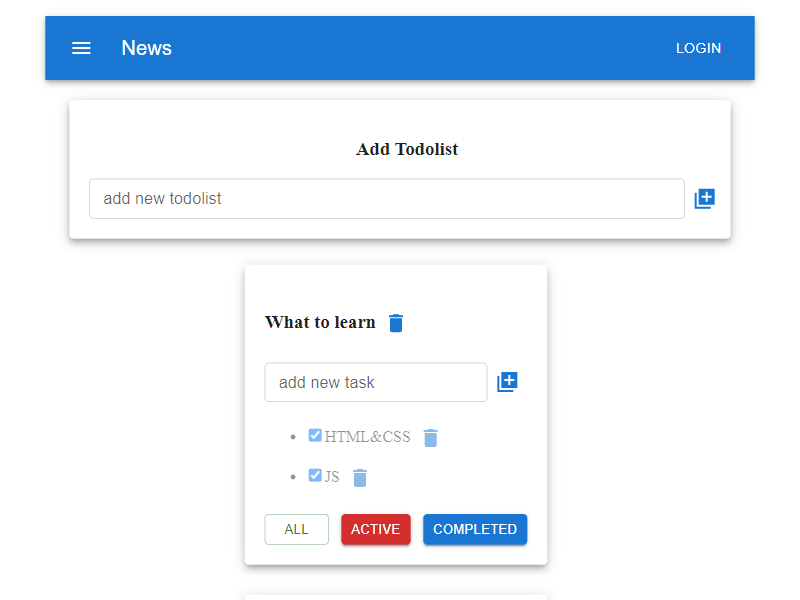 News LOGIN
Add Todolist
add new todolist
What to learn
add new task
HTML&CSS
JS
ALL ACTIVE COMPLETED